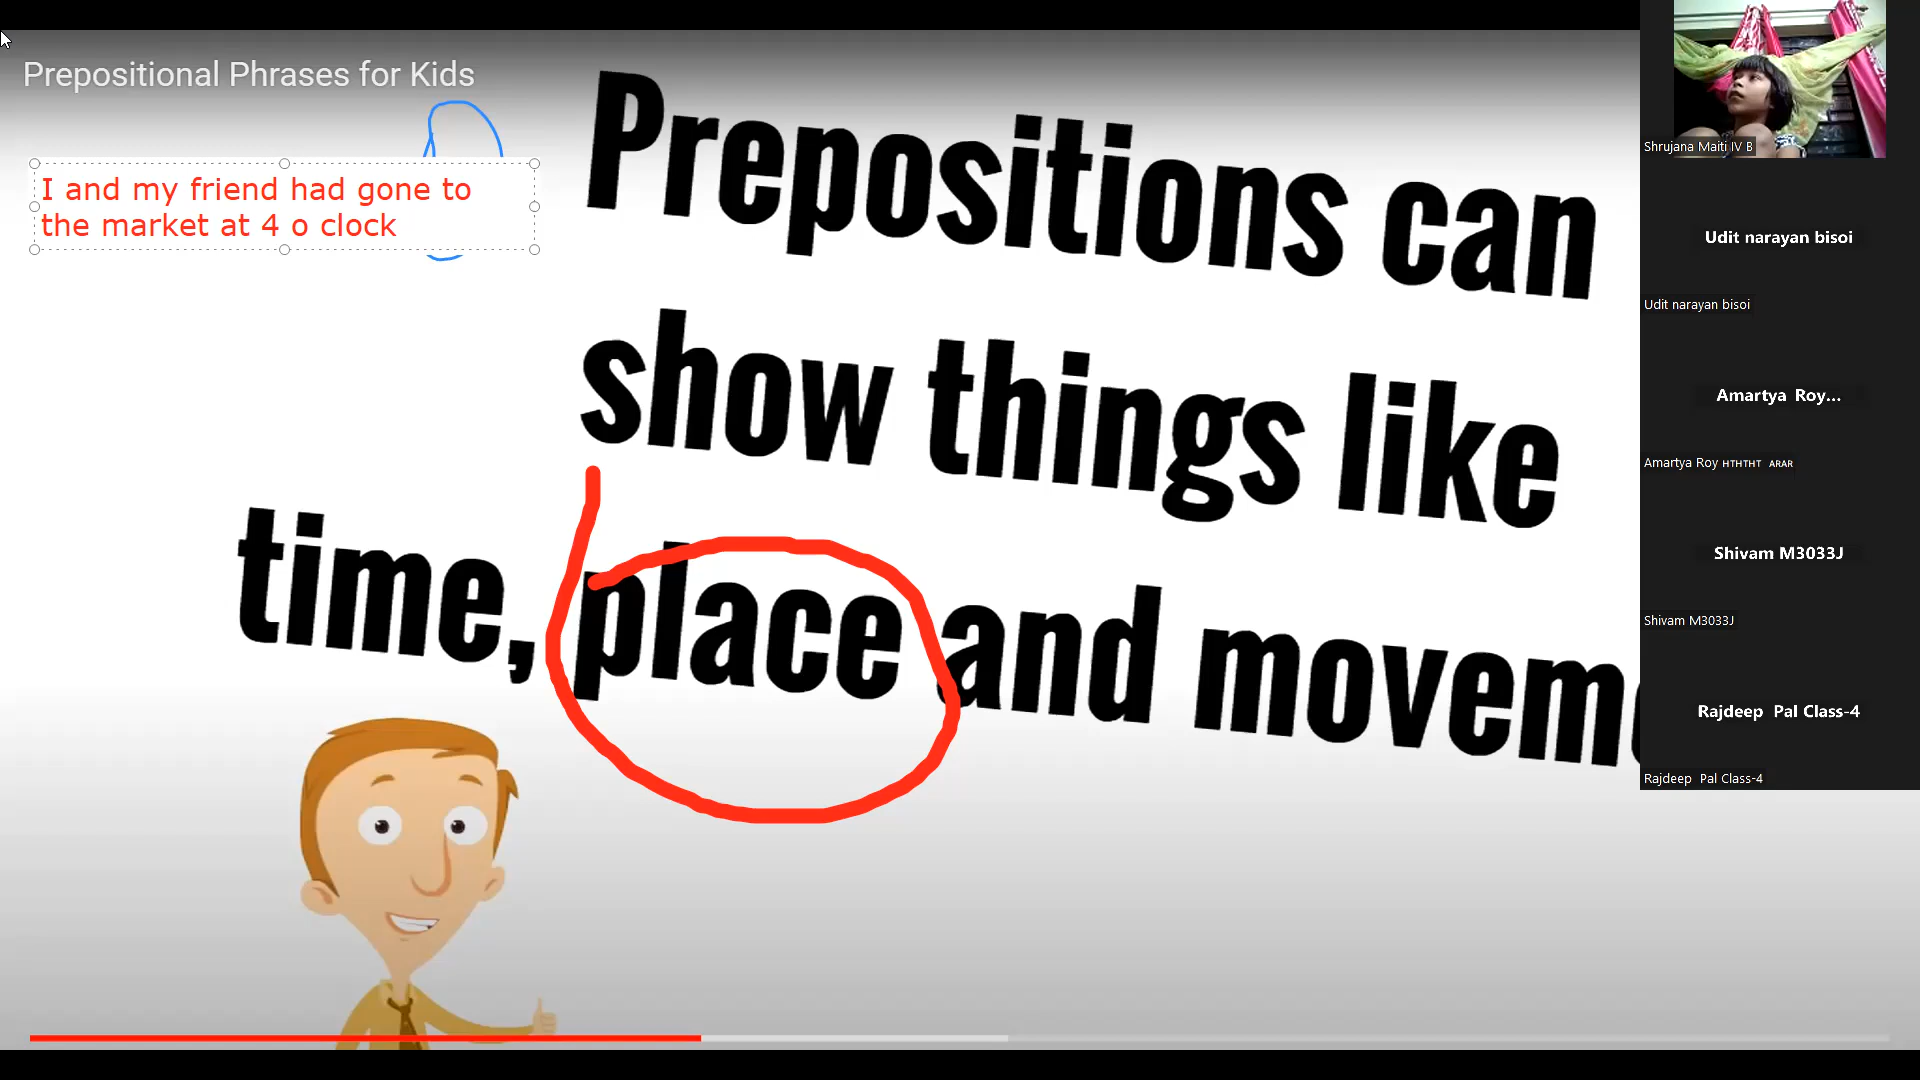 Prepositional Phrases for Kids
I and my friend had gone to
the market at 4 o clock
Prepositions can
show things like
time, place and movem
Shrujana Maiti IV B
Udit narayan bisoi
Udit narayan bisoi
Amartya Roy...
Amartya Roy ʜᴛʜᴛʜᴛ ᴀʀᴀʀ
Shivam M3033J
Shivam M3033J
Rajdeep Pal Class-4
Rajdeep Pal Class-4